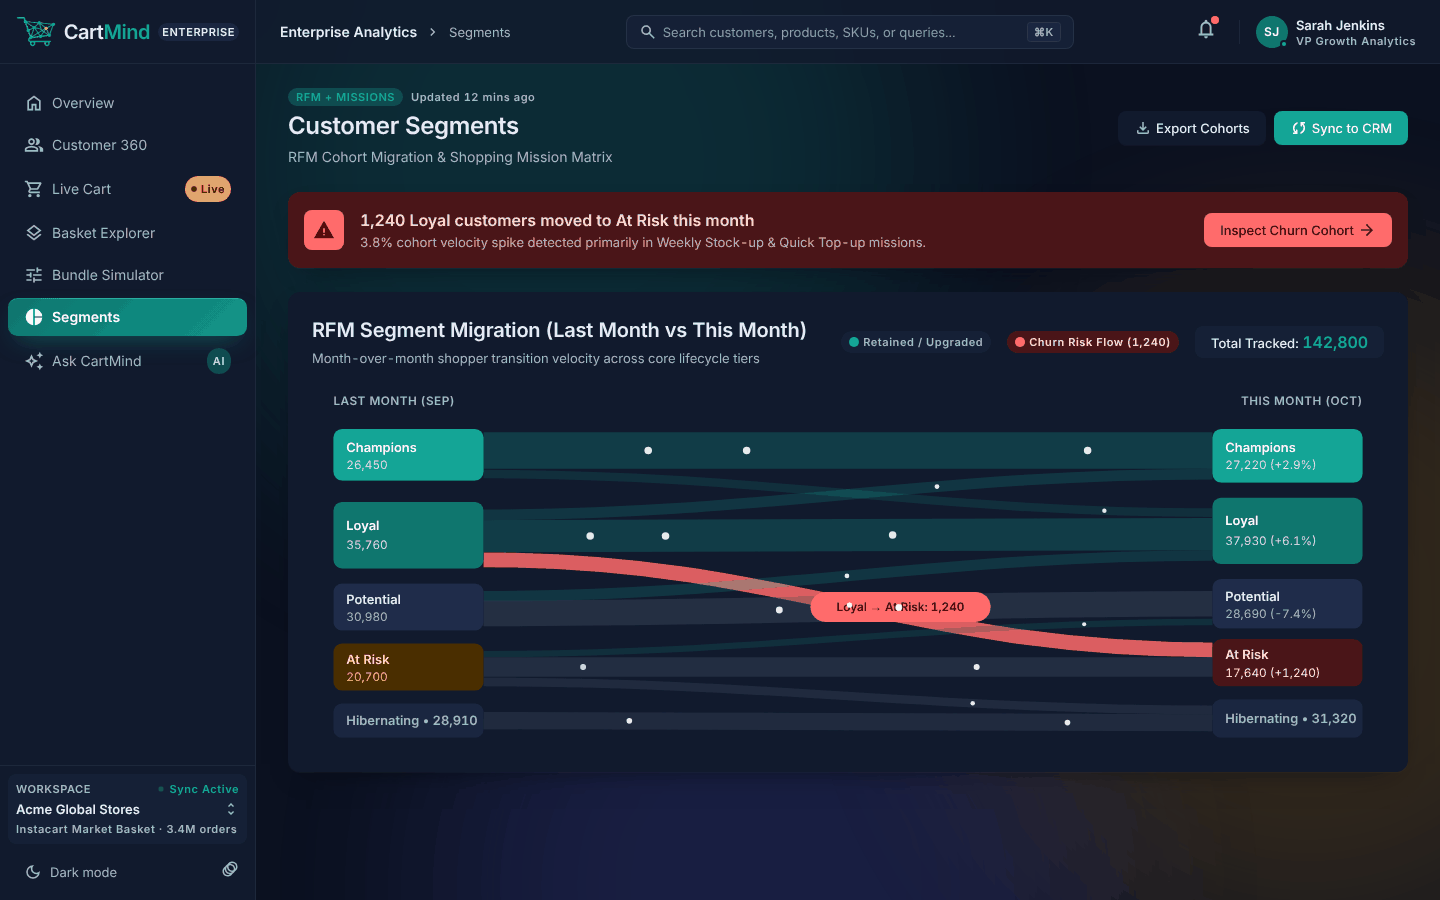 CartMind ENTERPRISE
Enterprise Analytics > Segments
Search customers, products, SKUs, or queries...
⌘K
SJ
Sarah Jenkins
VP Growth Analytics
Overview
Customer 360
Live Cart
Live
Basket Explorer
Bundle Simulator
Segments
Ask CartMind
AI
WORKSPACE
Sync Active
Acme Global Stores
Instacart Market Basket · 3.4M orders
Dark mode
RFM + MISSIONS
Updated 12 mins ago
Customer Segments
RFM Cohort Migration & Shopping Mission Matrix
Export Cohorts
Sync to CRM
1,240 Loyal customers moved to At Risk this month
3.8% cohort velocity spike detected primarily in Weekly Stock-up & Quick Top-up missions.
Inspect Churn Cohort →
RFM Segment Migration (Last Month vs This Month)
Month-over-month shopper transition velocity across core lifecycle tiers
Retained / Upgraded
Churn Risk Flow (1,240)
Total Tracked: 142,800
LAST MONTH (SEP)
THIS MONTH (OCT)
Champions
26,450
Loyal
35,760
Potential
30,980
At Risk
20,700
Hibernating • 28,910
Loyal → At Risk: 1,240
Champions
27,220 (+2.9%)
Loyal
37,930 (+6.1%)
Potential
28,690 (-7.4%)
At Risk
17,640 (+1,240)
Hibernating • 31,320